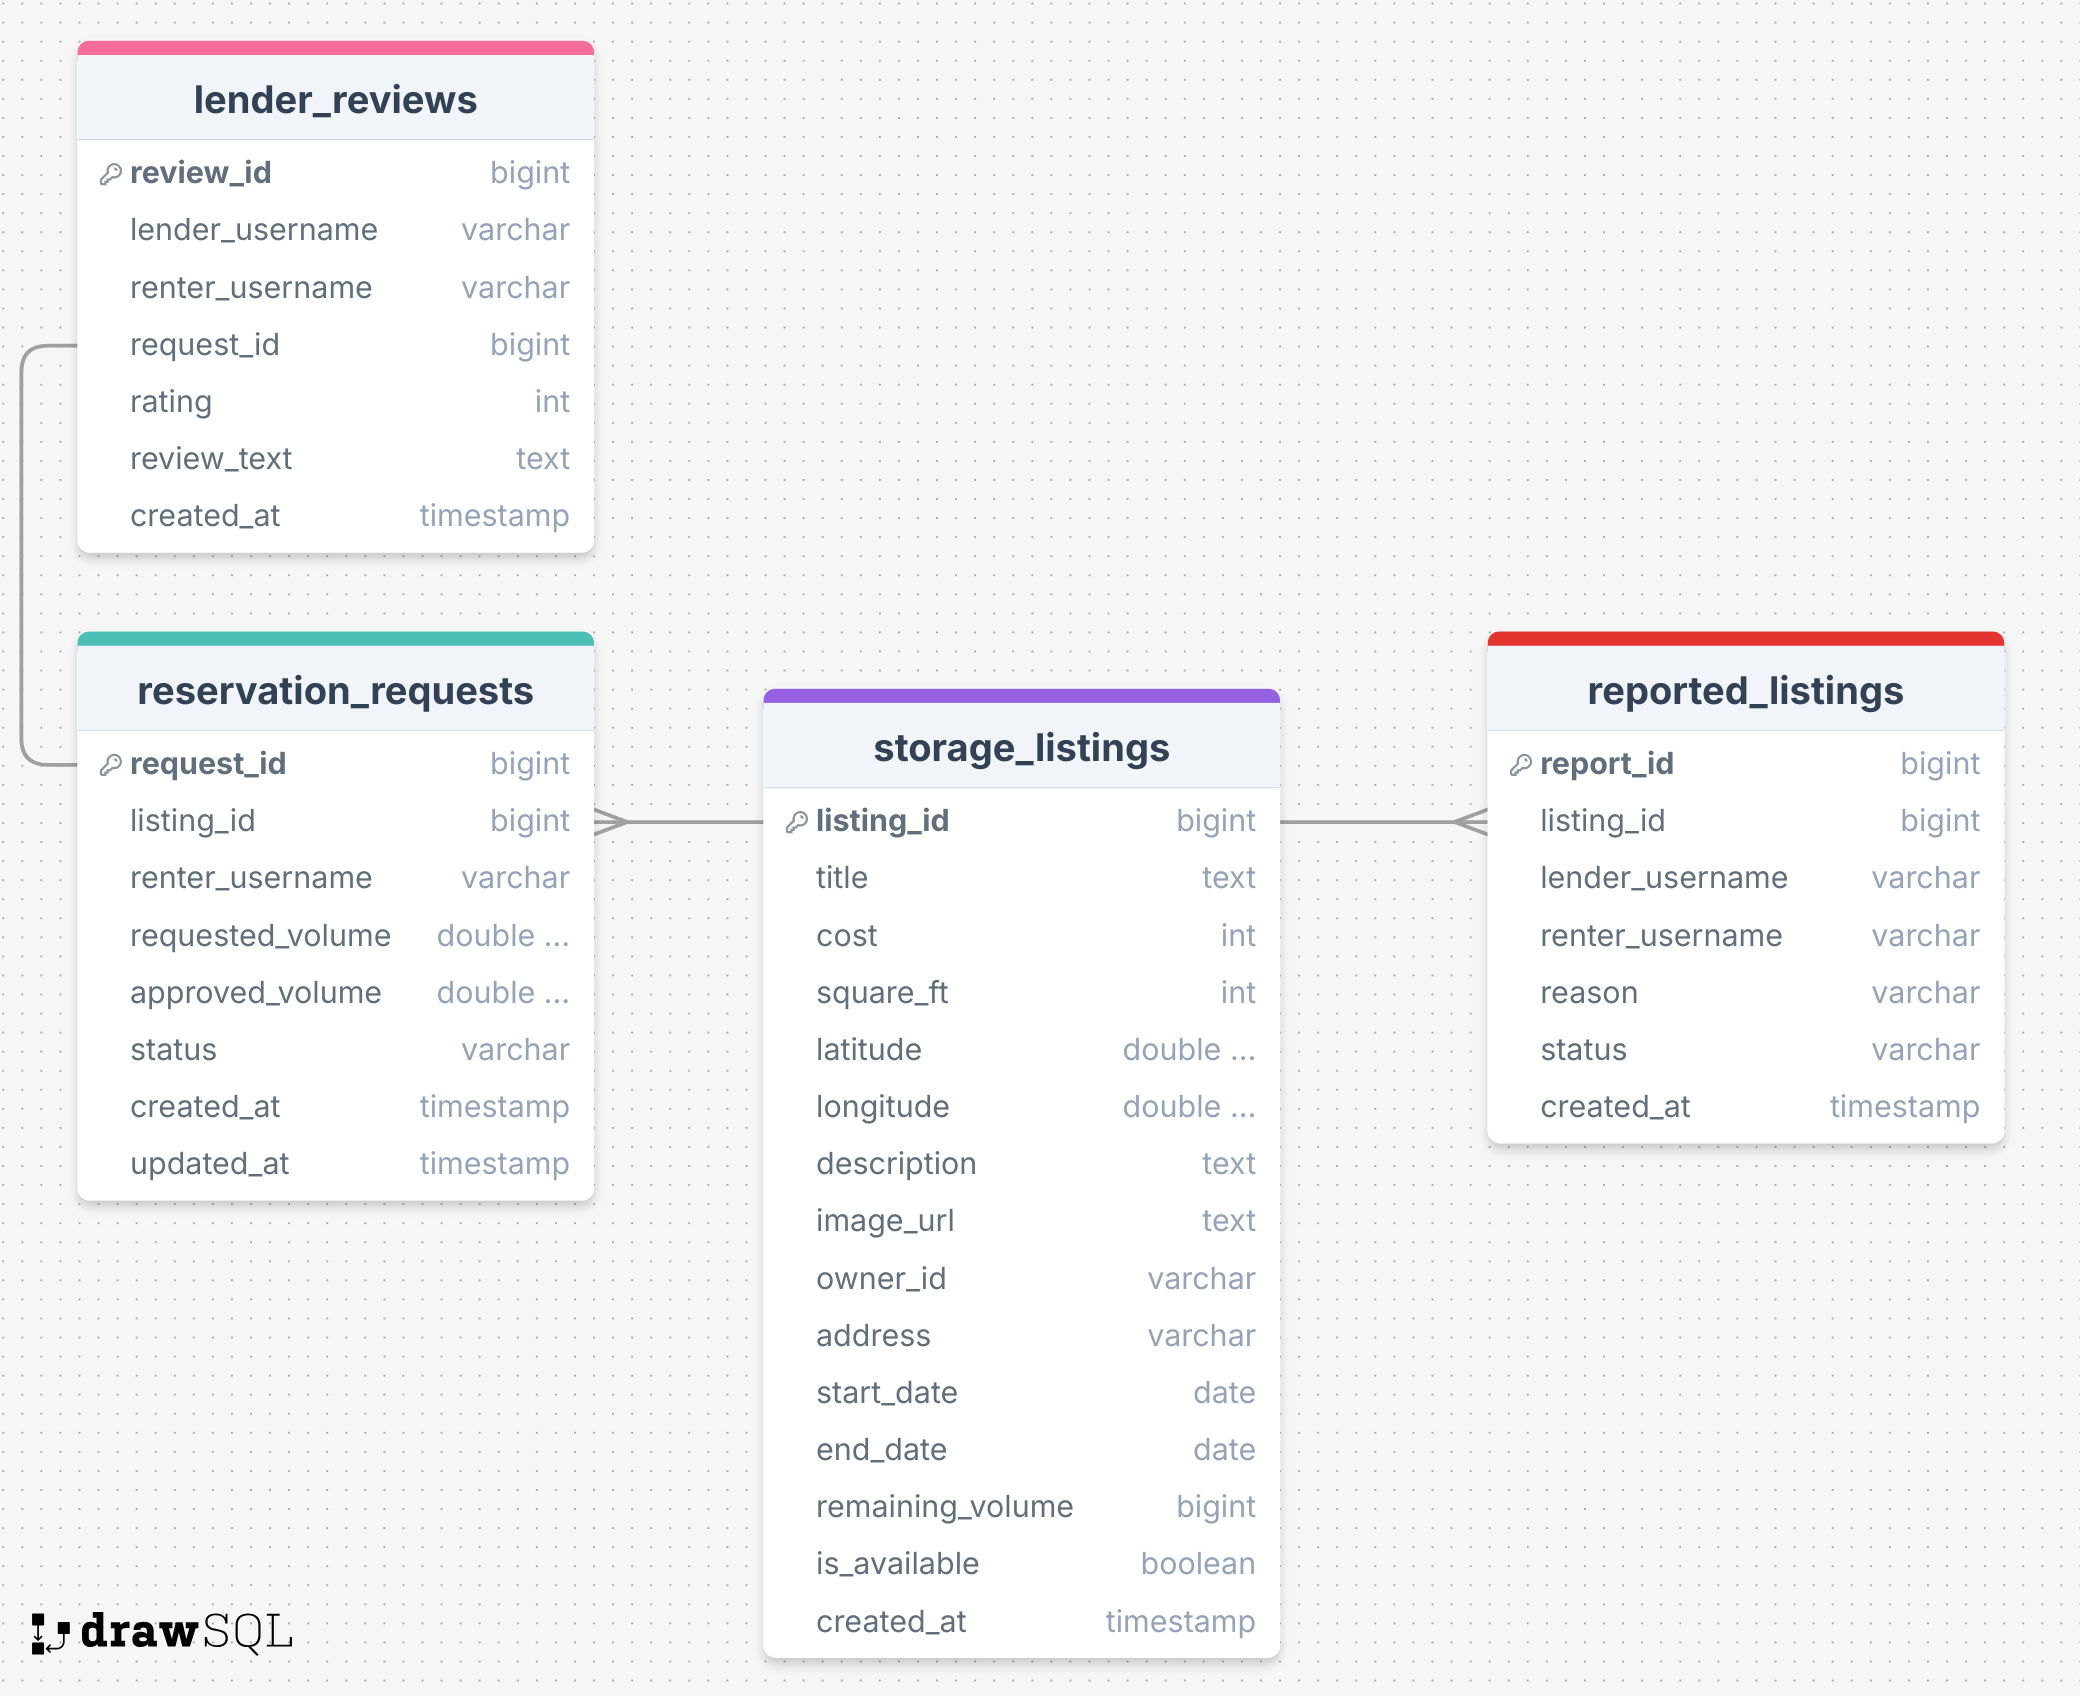 lender_reviews
review_id bigint
lender_username varchar
renter_username varchar
request_id bigint
rating int
review_text text
created_at timestamp
reservation_requests
request_id bigint
listing_id bigint
renter_username varchar
requested_volume double ...
approved_volume double ...
status varchar
created_at timestamp
updated_at timestamp
storage_listings
listing_id bigint
title text
cost int
square_ft int
latitude double ...
longitude double ...
description text
image_url text
owner_id varchar
address varchar
start_date date
end_date date
remaining_volume bigint
is_available boolean
created_at timestamp
reported_listings
report_id bigint
listing_id bigint
lender_username varchar
renter_username varchar
reason varchar
status varchar
created_at timestamp
drawSQL